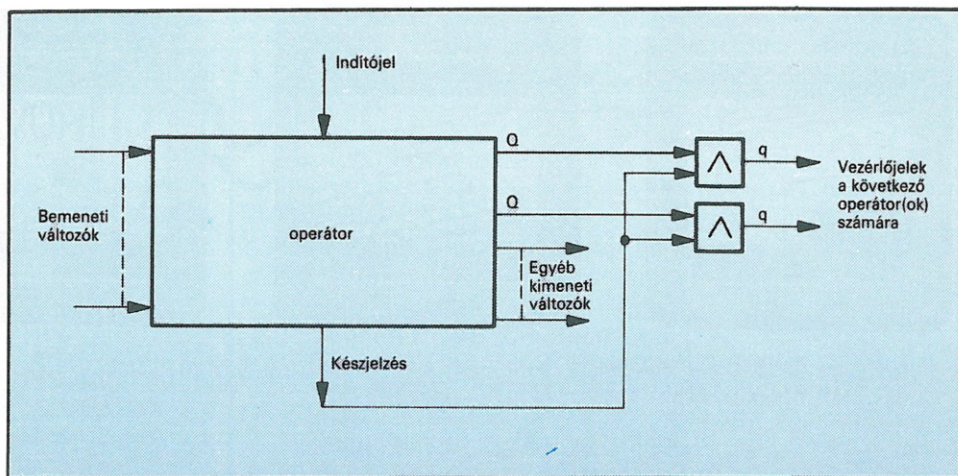 Indítójel
Q
q
Q
q
Vezérlőjelek
a következő
operátor(ok)
számára
Bemeneti
változók
operátor
Egyéb
kimeneti
változók
Készjelzés